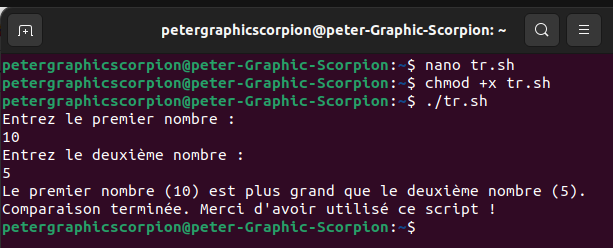 petergraphicscorpion@peter-Graphic-Scorpion: ~
petergraphicscorpion@peter-Graphic-Scorpion:~$ nano tr.sh
petergraphicscorpion@peter-Graphic-Scorpion:~$ chmod +x tr.sh
petergraphicscorpion@peter-Graphic-Scorpion:~$ ./tr.sh
Entrez le premier nombre :
10
Entrez le deuxième nombre :
5
Le premier nombre (10) est plus grand que le deuxième nombre (5).
Comparaison terminée. Merci d'avoir utilisé ce script !
petergraphicscorpion@peter-Graphic-Scorpion:~$